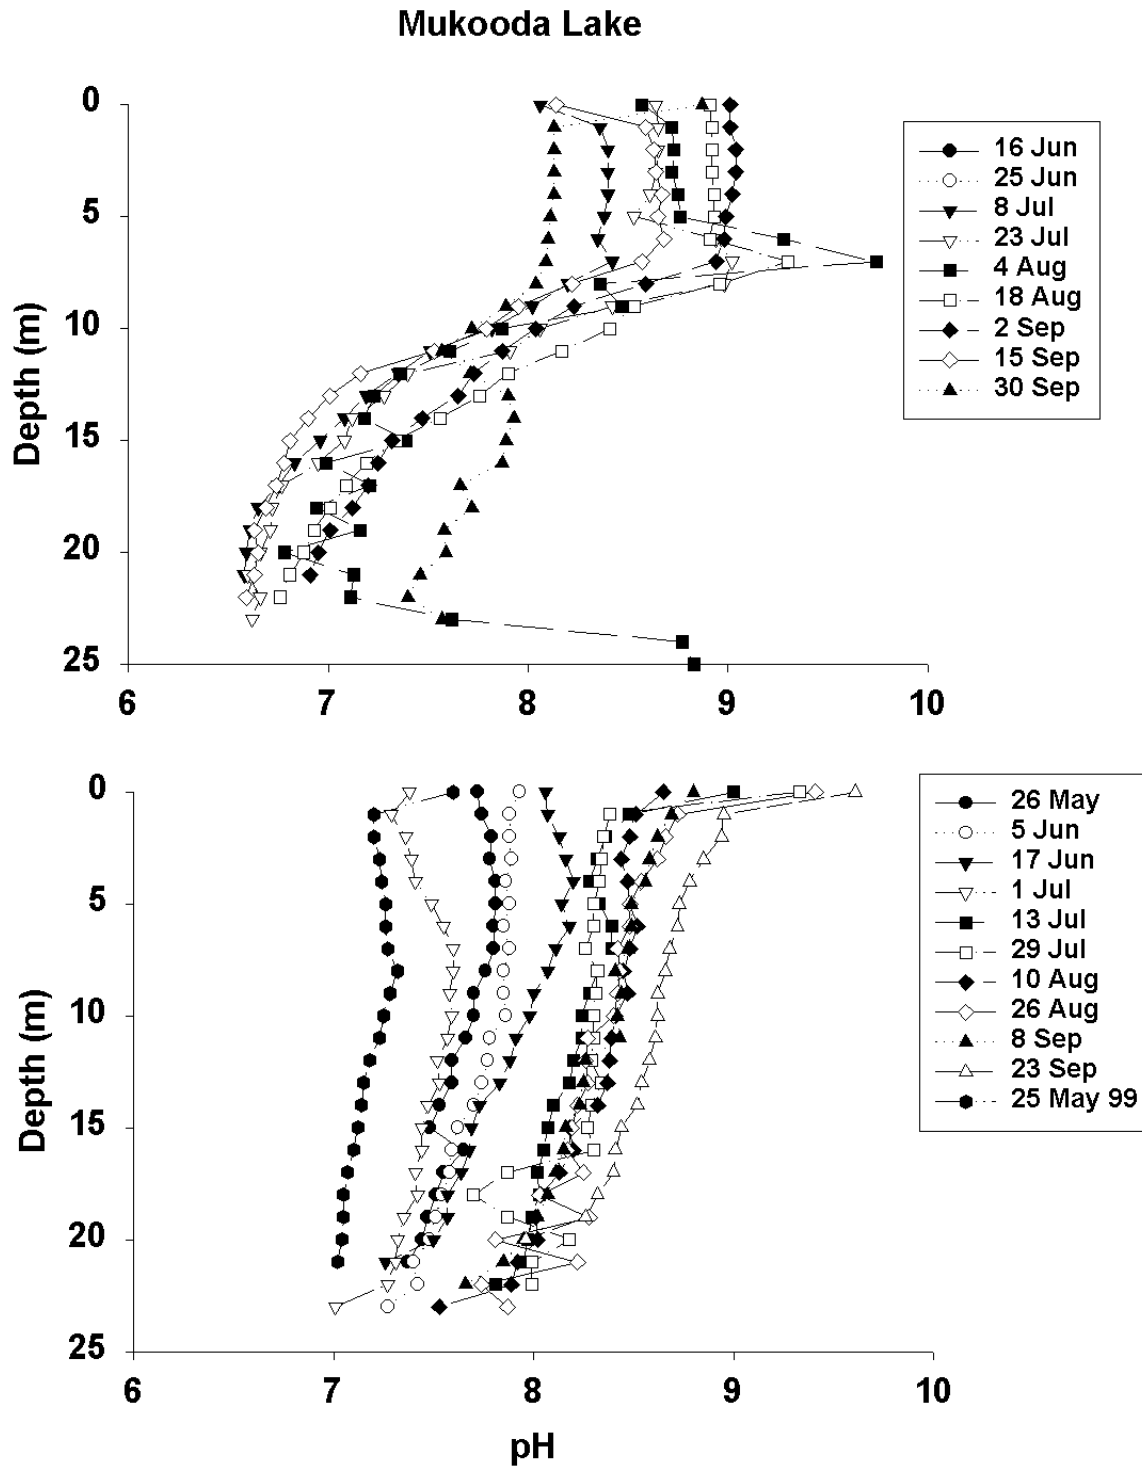 Mukooda Lake
0
5
10
15
20
25
Depth (m)
6 7 8 9 10
16 Jun
25 Jun
8 Jul
23 Jul
4 Aug
18 Aug
2 Sep
15 Sep
30 Sep
0
5
10
15
20
25
Depth (m)
6 7 8 9 10
pH
26 May
5 Jun
17 Jun
1 Jul
13 Jul
29 Jul
10 Aug
26 Aug
8 Sep
23 Sep
25 May 99